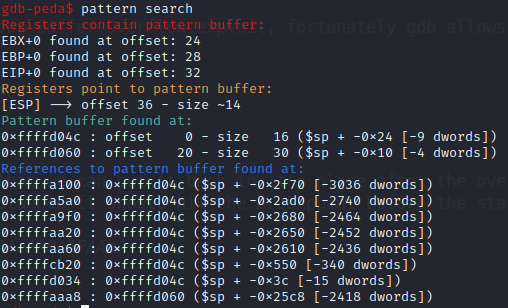 gdb-peda$ pattern search
Registers contain pattern buffer:
EBX+0 found at offset: 24
EBP+0 found at offset: 28
EIP+0 found at offset: 32
Registers point to pattern buffer:
[ESP] --> offset 36 - size ~14
Pattern buffer found at:
0xffffd04c : offset    0 - size   16 ($sp + -0x24 [-9 dwords])
0xffffd060 : offset   20 - size   30 ($sp + -0x10 [-4 dwords])
References to pattern buffer found at:
0xffffa100 : 0xffffd04c ($sp + -0x2f70 [-3036 dwords])
0xffffa5a0 : 0xffffd04c ($sp + -0x2ad0 [-2740 dwords])
0xffffa9f0 : 0xffffd04c ($sp + -0x2680 [-2464 dwords])
0xffffaa20 : 0xffffd04c ($sp + -0x2650 [-2452 dwords])
0xffffaa60 : 0xffffd04c ($sp + -0x2610 [-2436 dwords])
0xffffcb20 : 0xffffd04c ($sp + -0x550 [-340 dwords])
0xffffd034 : 0xffffd04c ($sp + -0x3c [-15 dwords])
0xffffaaa8 : 0xffffd060 ($sp + -0x25c8 [-2418 dwords])